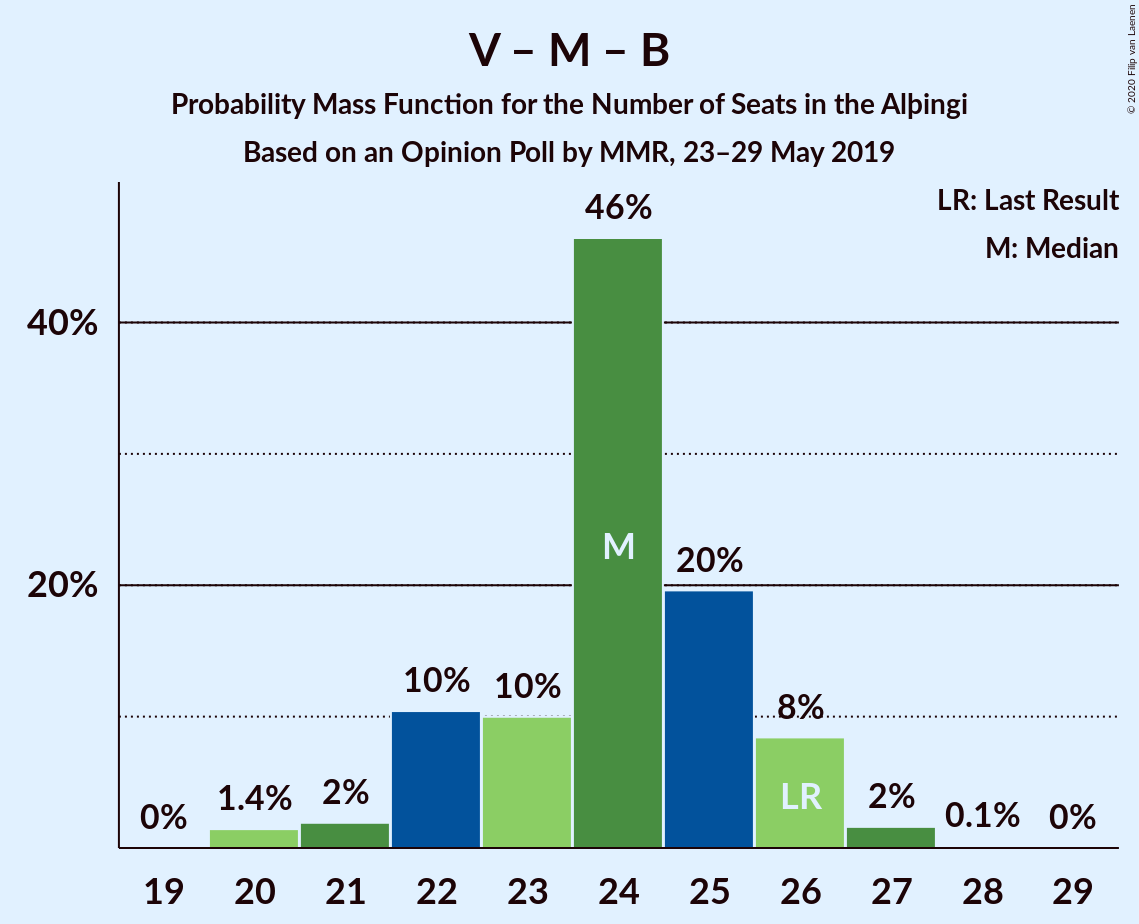 V – M – B
Probability Mass Function for the Number of Seats in the Alþingi
Based on an Opinion Poll by MMR, 23–29 May 2019
© 2020 Filip van Laenen
LR: Last Result
M: Median
40%
20%
0%
1.4%
2%
10%
10%
46%
20%
8%
2%
0.1%
0%
M
LR
19 20 21 22 23 24 25 26 27 28 29